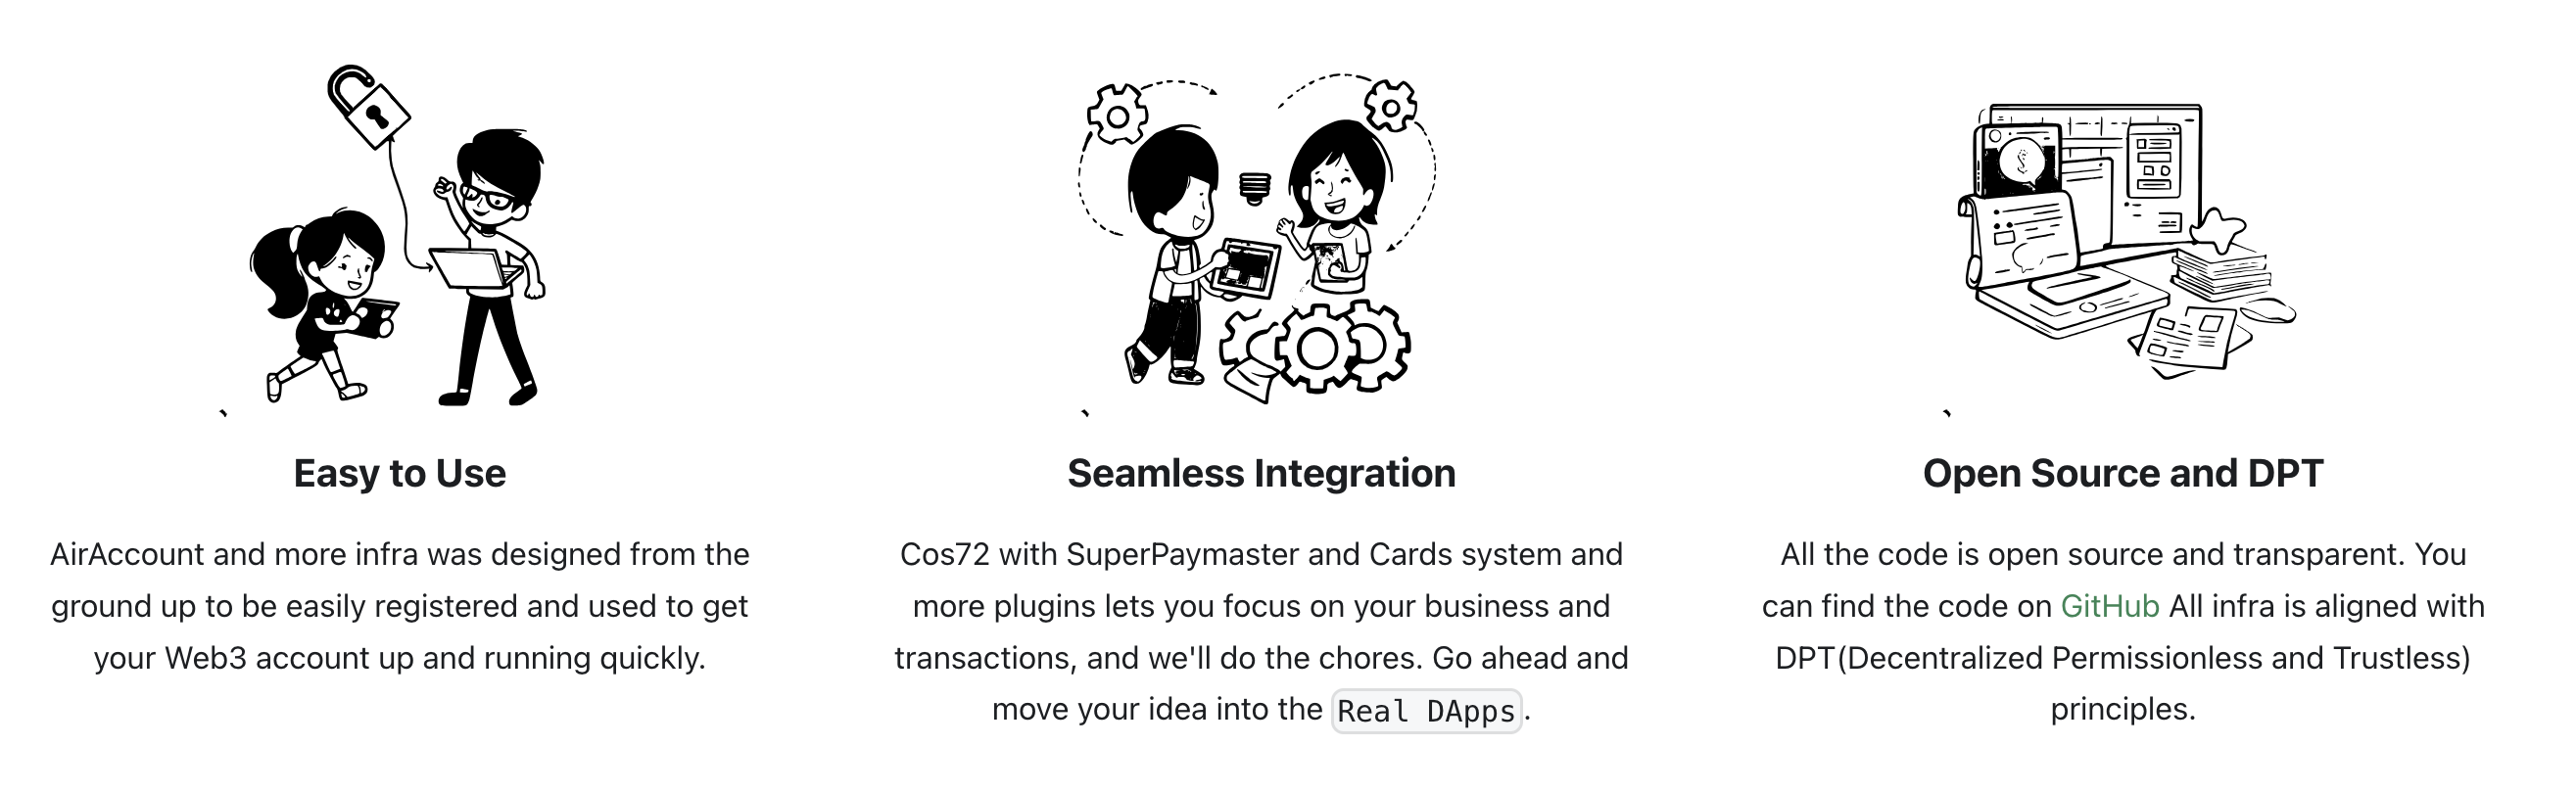 Easy to Use
AirAccount and more infra was designed from the
ground up to be easily registered and used to get
your Web3 account up and running quickly.
Seamless Integration
Cos72 with SuperPaymaster and Cards system and
more plugins lets you focus on your business and
transactions, and we'll do the chores. Go ahead and
move your idea into the Real DApps.
Open Source and DPT
All the code is open source and transparent. You
can find the code on GitHub All infra is aligned with
DPT(Decentralized Permissionless and Trustless)
principles.